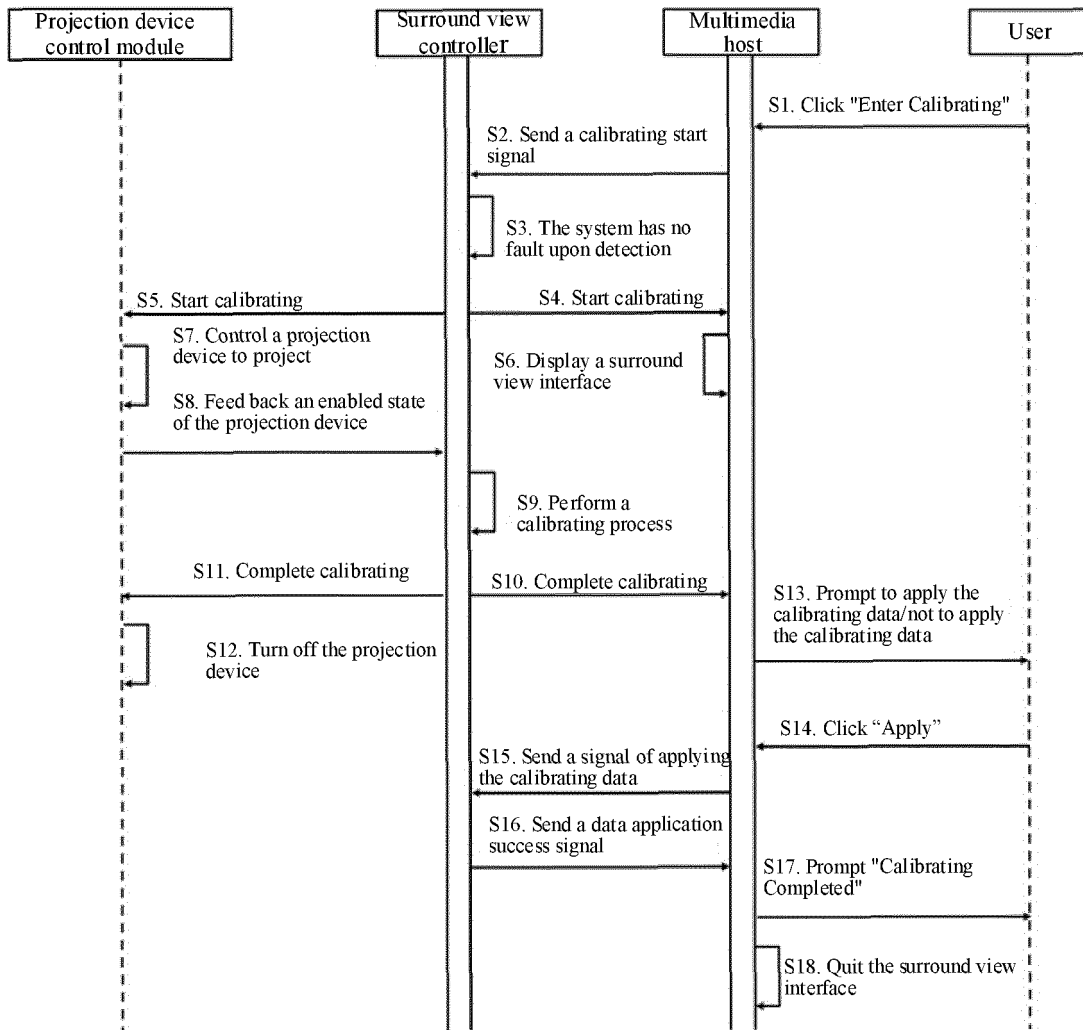 Projection device
control module
Surround view
controller
Multimedia
host
User
S1. Click "Enter Calibrating"
S2. Send a calibrating start
signal
S3. The system has no
fault upon detection
S5. Start calibrating
S4. Start calibrating
S7. Control a projection
device to project
S6. Display a surround
view interface
S8. Feed back an enabled state
of the projection device
S9. Perform a
calibrating process
S11. Complete calibrating
S10. Complete calibrating
S13. Prompt to apply the
calibrating data/not to apply
the calibrating data
S12. Turn off the projection
device
S14. Click “Apply”
S15. Send a signal of applying
the calibrating data
S16. Send a data application
success signal
S17. Prompt "Calibrating
Completed"
S18. Quit the surround view
interface